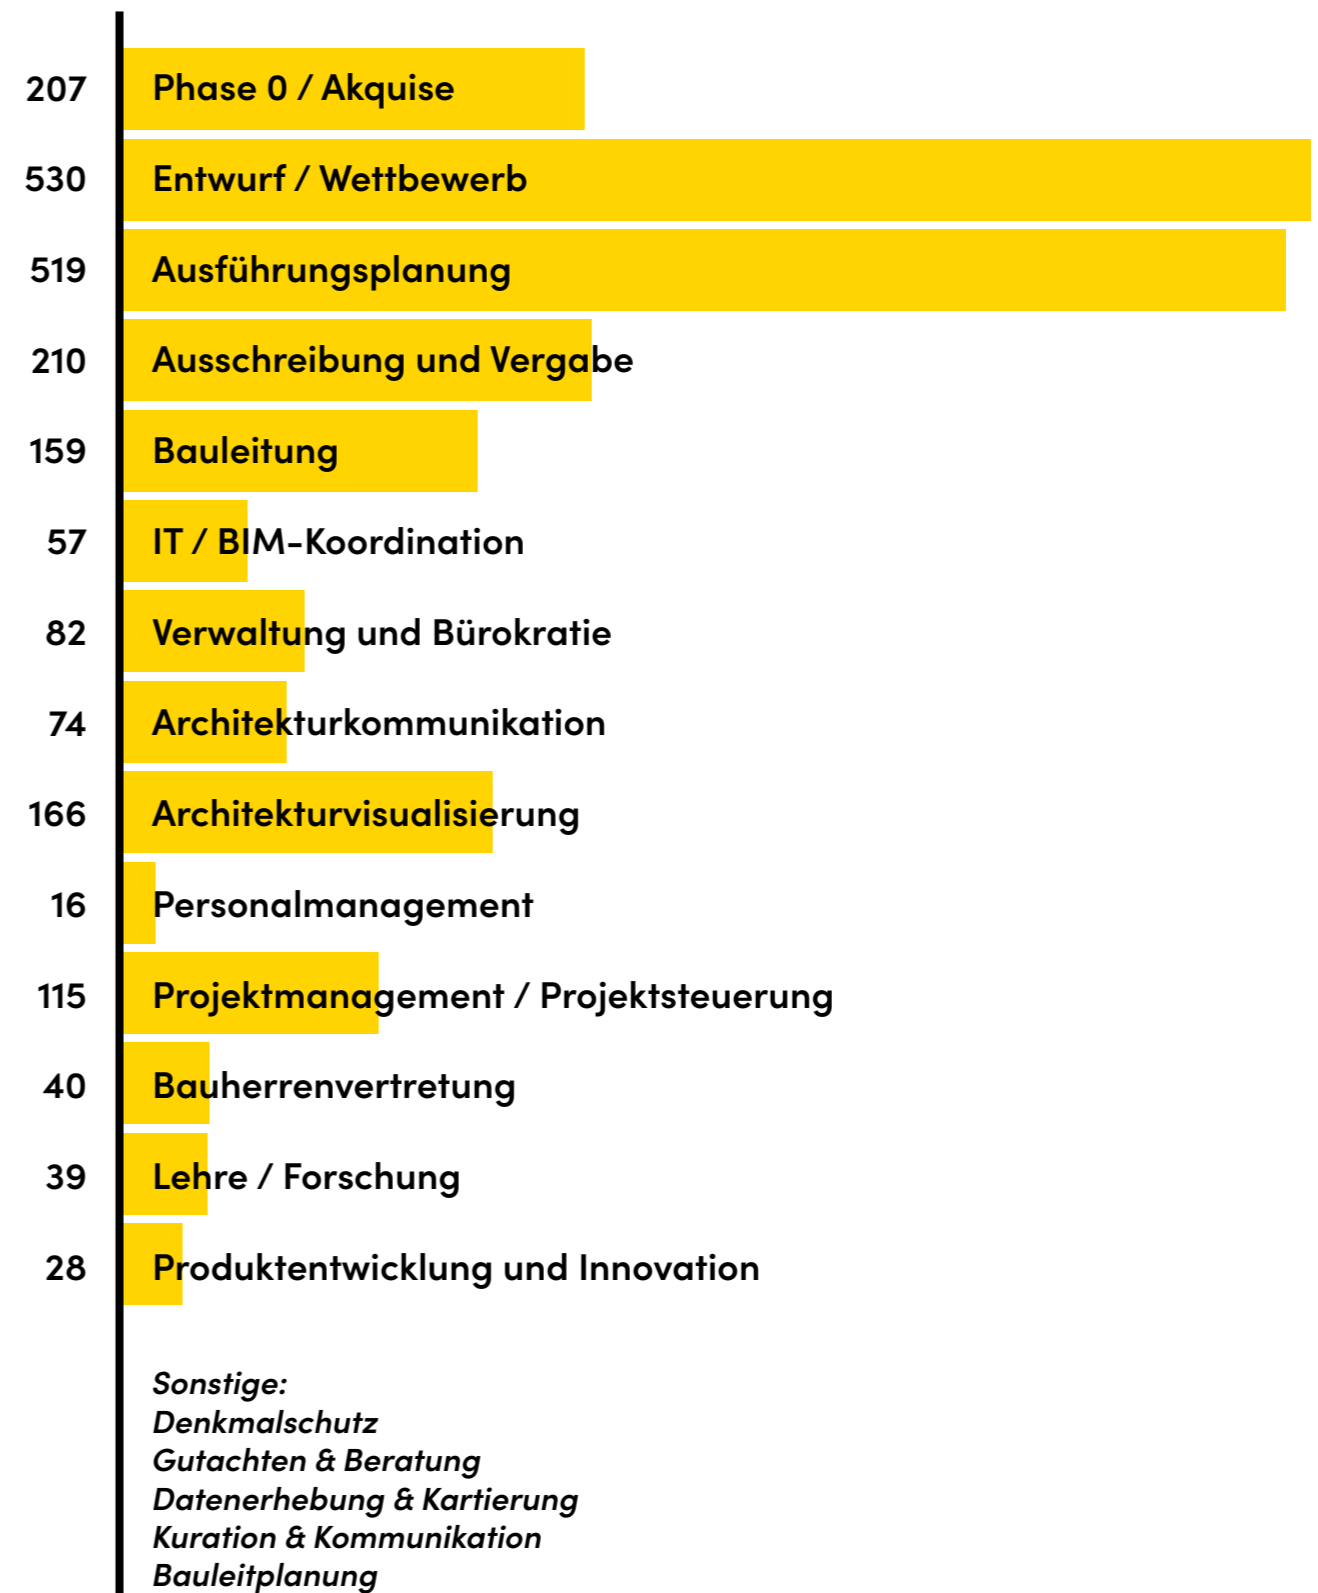 207 Phase 0 / Akquise
530 Entwurf / Wettbewerb
519 Ausführungsplanung
210 Ausschreibung und Vergabe
159 Bauleitung
57 IT / BIM-Koordination
82 Verwaltung und Bürokratie
74 Architekturkommunikation
166 Architekturvisualisierung
16 Personalmanagement
115 Projektmanagement / Projektsteuerung
40 Bauherrenvertretung
39 Lehre / Forschung
28 Produktentwicklung und Innovation
Sonstige:
Denkmalschutz
Gutachten & Beratung
Datenerhebung & Kartierung
Kuration & Kommunikation
Bauleitplanung